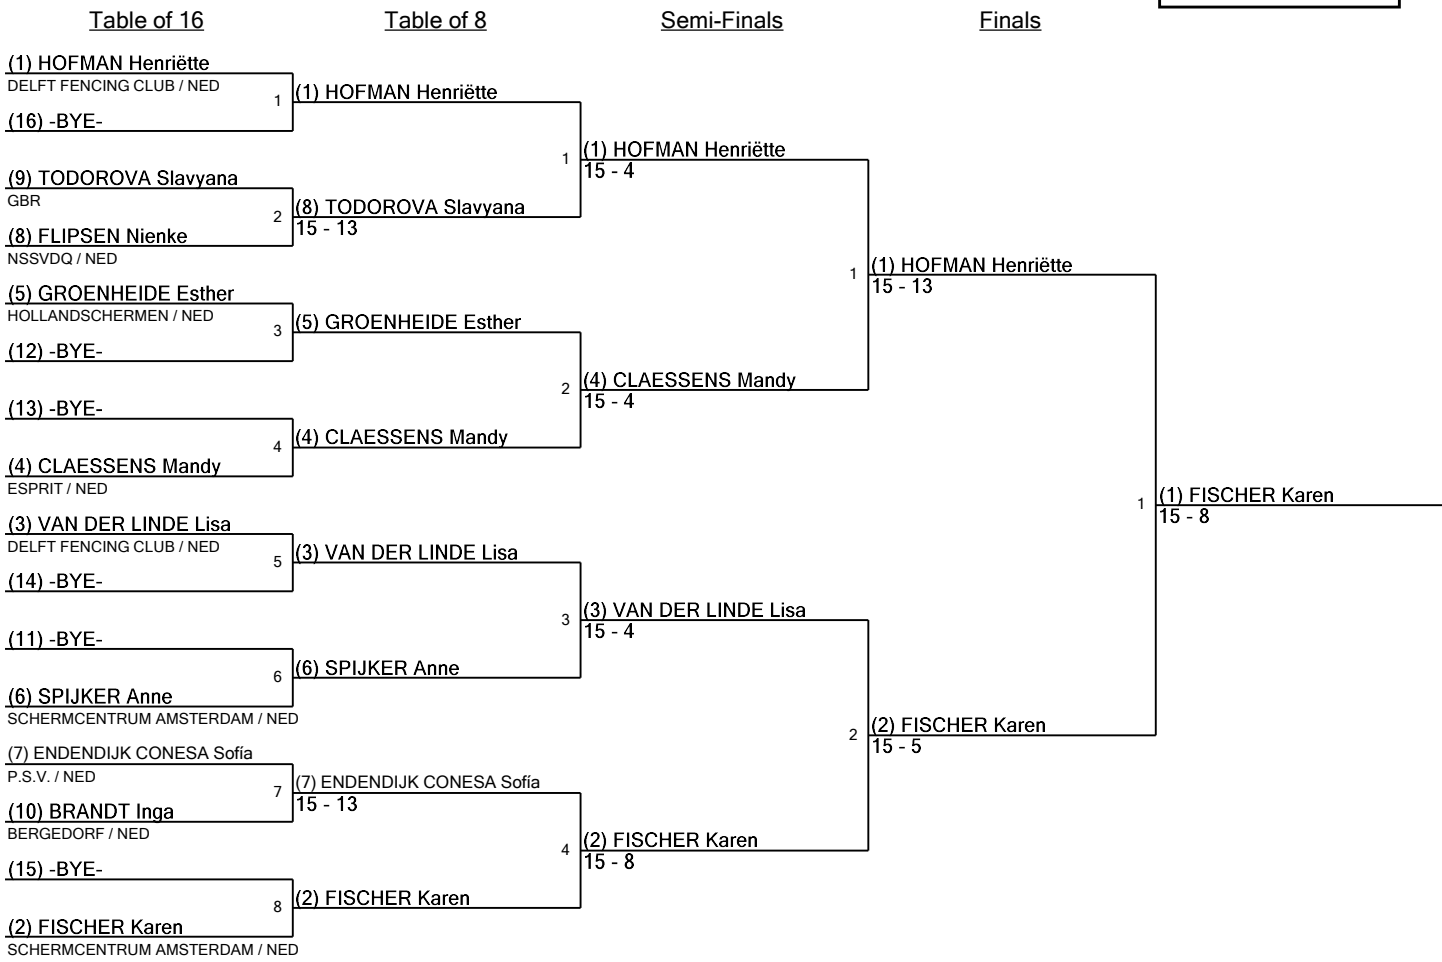 Table of 16
Table of 8
Semi-Finals
Finals
(1) HOFMAN Henriëtte
DELFT FENCING CLUB / NED
1
(16) -BYE-
(9) TODOROVA Slavyana
GBR
2
(8) FLIPSEN Nienke
NSSVDQ / NED
(5) GROENHEIDE Esther
HOLLANDSCHERMEN / NED
3
(12) -BYE-
(13) -BYE-
4
(4) CLAESSENS Mandy
ESPRIT / NED
(3) VAN DER LINDE Lisa
DELFT FENCING CLUB / NED
5
(14) -BYE-
(11) -BYE-
6
(6) SPIJKER Anne
SCHERMCENTRUM AMSTERDAM / NED
(7) ENDENDIJK CONESA Sofía
P.S.V. / NED
7
(10) BRANDT Inga
BERGEDORF / NED
(15) -BYE-
8
(2) FISCHER Karen
SCHERMCENTRUM AMSTERDAM / NED
(1) HOFMAN Henriëtte
1
(8) TODOROVA Slavyana
15 - 13
(5) GROENHEIDE Esther
2
(4) CLAESSENS Mandy
(3) VAN DER LINDE Lisa
3
(6) SPIJKER Anne
(7) ENDENDIJK CONESA Sofía
15 - 13
4
(2) FISCHER Karen
(1) HOFMAN Henriëtte
15 - 4
1
(4) CLAESSENS Mandy
15 - 4
(3) VAN DER LINDE Lisa
15 - 4
2
(2) FISCHER Karen
15 - 8
(1) HOFMAN Henriëtte
15 - 13
1
(2) FISCHER Karen
15 - 5
(1) FISCHER Karen
15 - 8